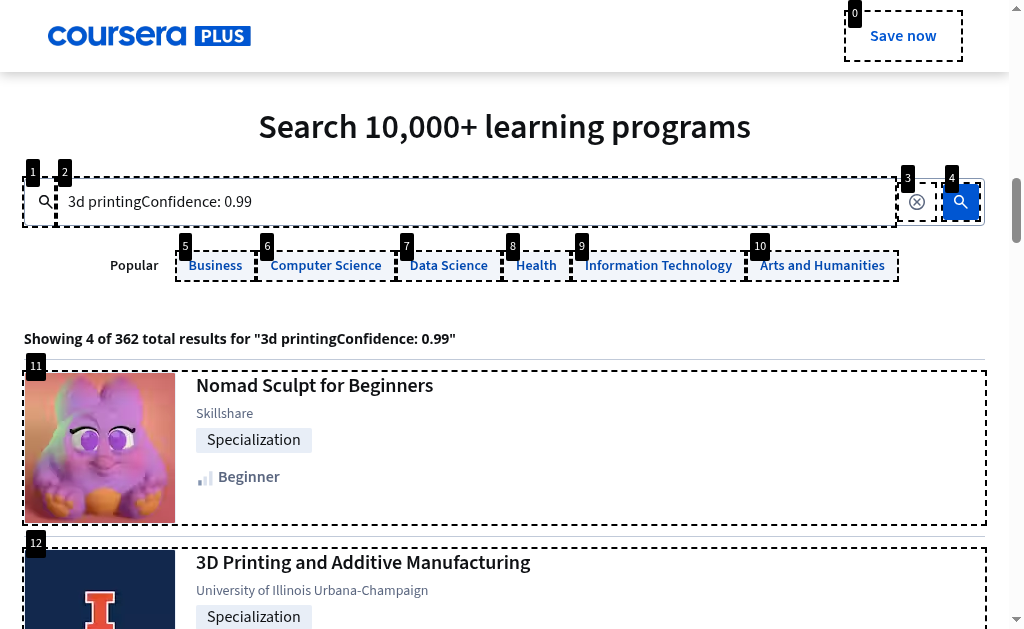 coursera PLUS
0
Save now
Search 10,000+ learning programs
1
2
3
4
3d printingConfidence: 0.99
5
6
7
8
9
10
Popular
Business
Computer Science
Data Science
Health
Information Technology
Arts and Humanities
Showing 4 of 362 total results for "3d printingConfidence: 0.99"
11
Nomad Sculpt for Beginners
Skillshare
Specialization
Beginner
12
3D Printing and Additive Manufacturing
University of Illinois Urbana-Champaign
I
Specialization